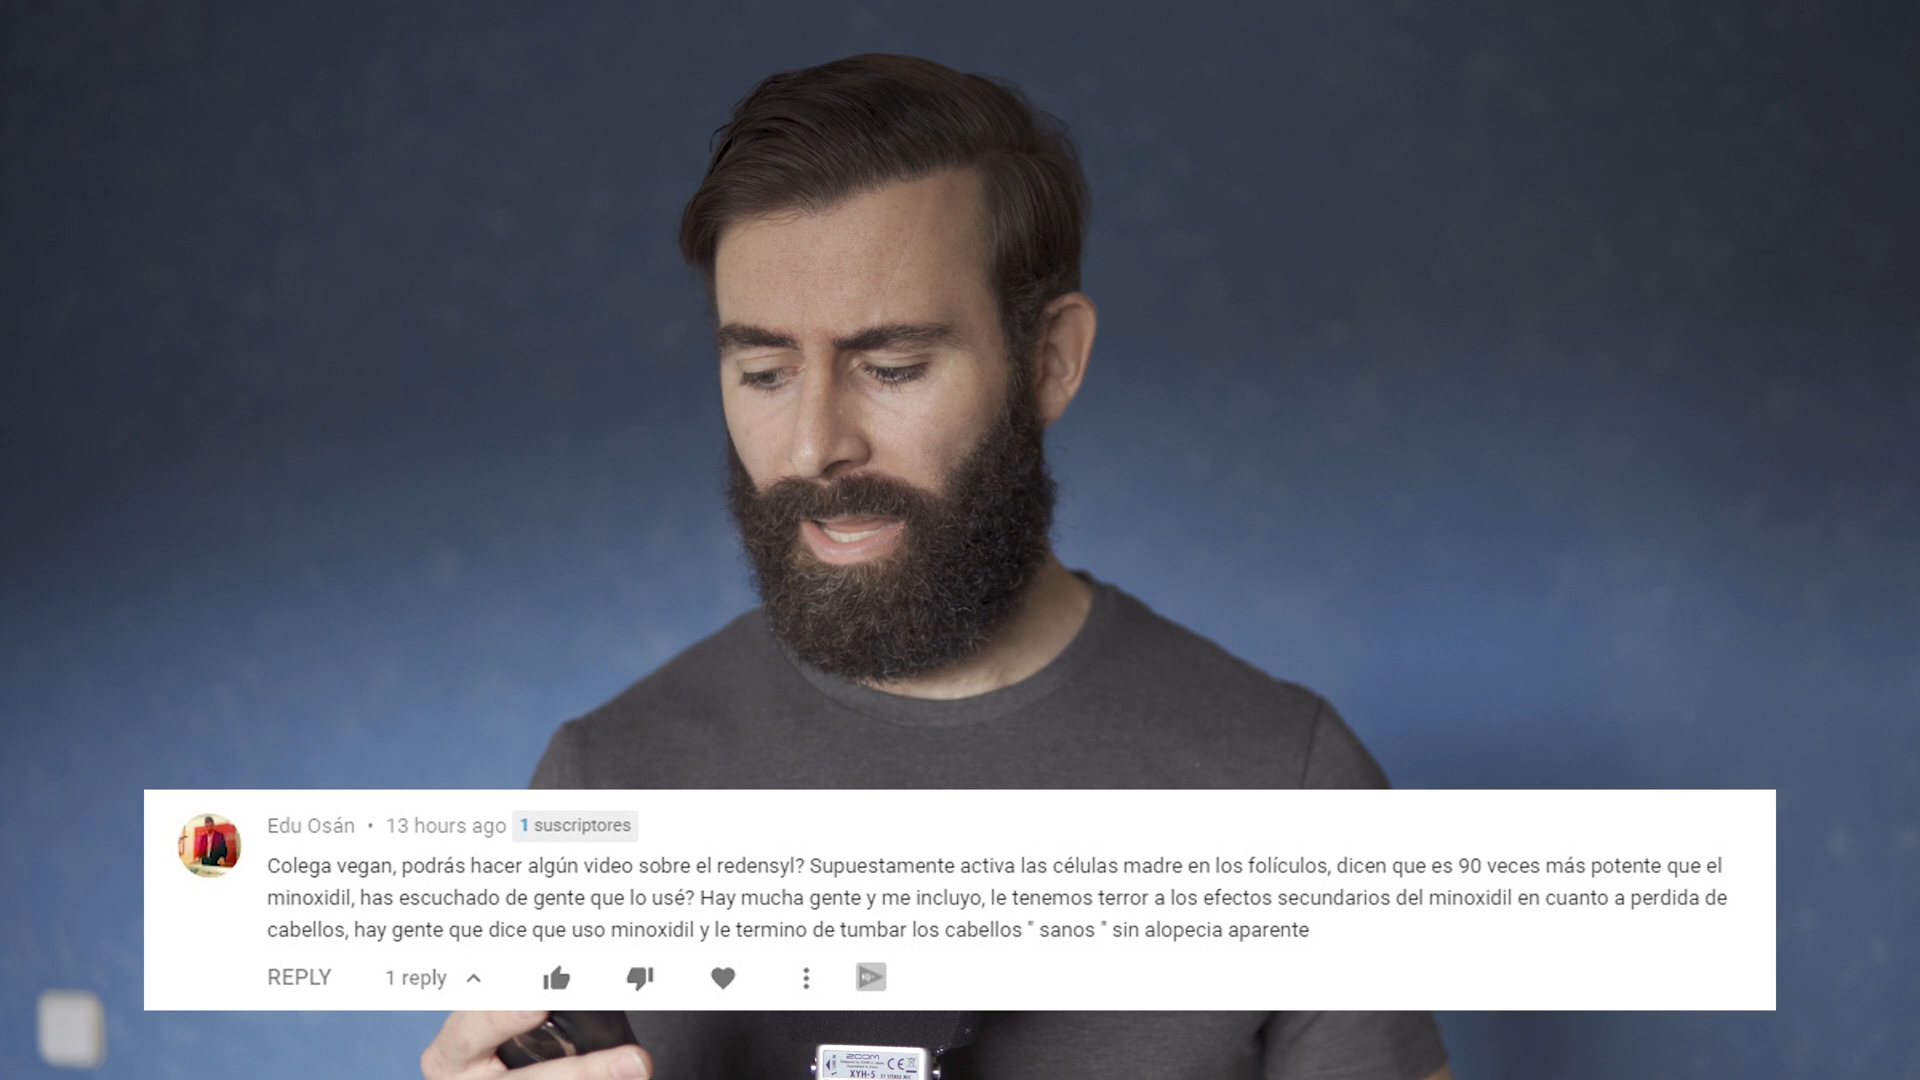 Edu Osán • 13 hours ago 1 suscriptores
Colega vegan, podrás hacer algún video sobre el redensyl? Supuestamente activa las células madre en los folículos, dicen que es 90 veces más potente que el
minoxidil, has escuchado de gente que lo usé? Hay mucha gente y me incluyo, le tenemos terror a los efectos secundarios del minoxidil en cuanto a perdida de
cabellos, hay gente que dice que uso minoxidil y le termino de tumbar los cabellos " sanos " sin alopecia aparente
REPLY 1 reply
ZOOM
CE
XYH-5